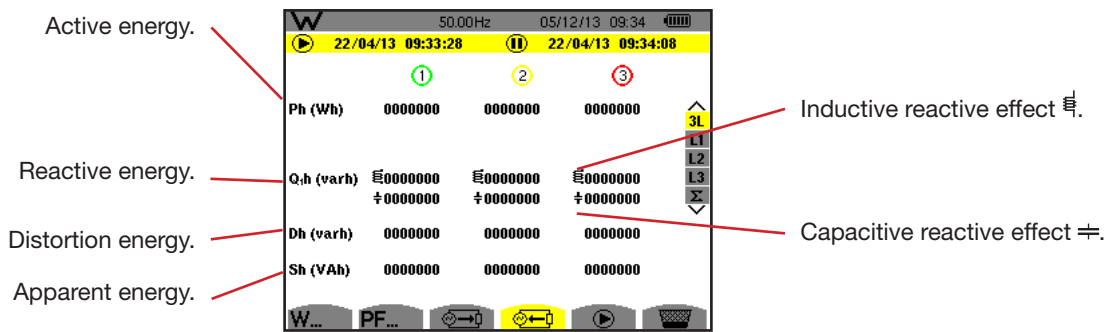 W 50.00Hz 05/12/13 09:34
22/04/13 09:33:28 22/04/13 09:34:08
Active energy.
1 2 3
Ph (Wh) 0000000 0000000 0000000
Inductive reactive effect .
3L
L1
L2
L3
Σ
Reactive energy.
Q₁h (varh) 0000000 0000000 0000000
0000000 0000000 0000000
Capacitive reactive effect .
Distortion energy.
Dh (varh) 0000000 0000000 0000000
Apparent energy.
Sh (VAh) 0000000 0000000 0000000
W... PF...